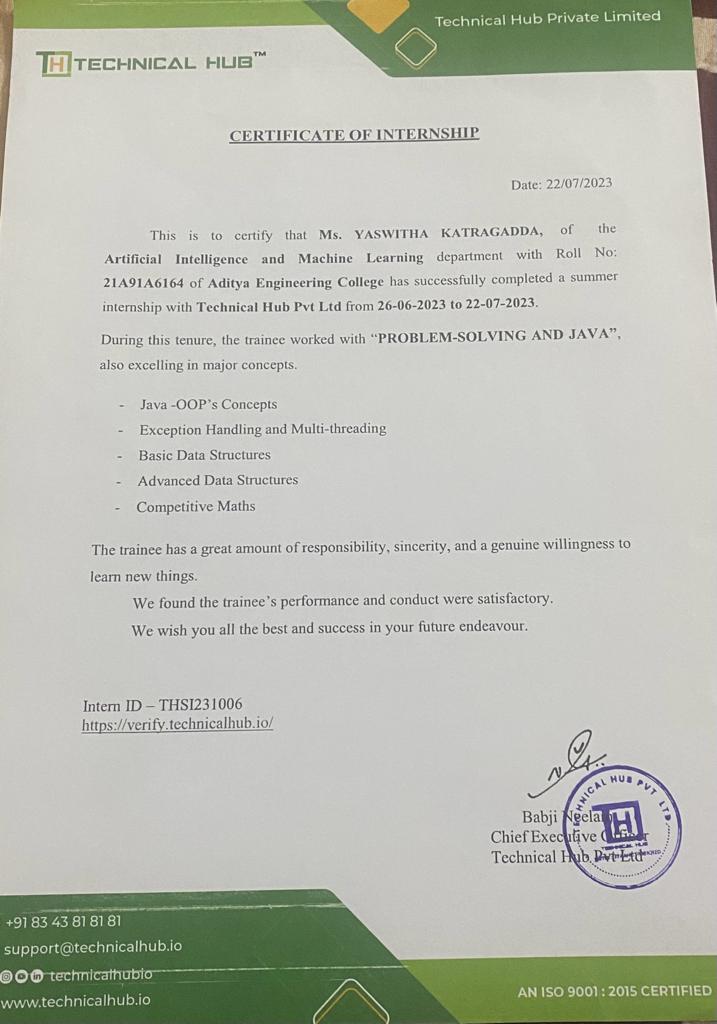 Technical Hub Private Limited
TH TECHNICAL HUB™
CERTIFICATE OF INTERNSHIP
Date: 22/07/2023
This is to certify that Ms. YASWITHA KATRAGADDA, of the
Artificial Intelligence and Machine Learning department with Roll No:
21A91A6164 of Aditya Engineering College has successfully completed a summer
internship with Technical Hub Pvt Ltd from 26-06-2023 to 22-07-2023.
During this tenure, the trainee worked with “PROBLEM-SOLVING AND JAVA”,
also excelling in major concepts.
- Java -OOP’s Concepts
- Exception Handling and Multi-threading
- Basic Data Structures
- Advanced Data Structures
- Competitive Maths
The trainee has a great amount of responsibility, sincerity, and a genuine willingness to
learn new things.
We found the trainee’s performance and conduct were satisfactory.
We wish you all the best and success in your future endeavour.
Intern ID – THSI231006
https://verify.technicalhub.io/
Babji Neelam
Chief Executive Officer
Technical Hub Pvt Ltd
TECHNICAL HUB PVT LTD.
TH
TECHNICAL HUB
+91 83 43 81 81 81
support@technicalhub.io
technicalhubio
www.technicalhub.io
AN ISO 9001 : 2015 CERTIFIED